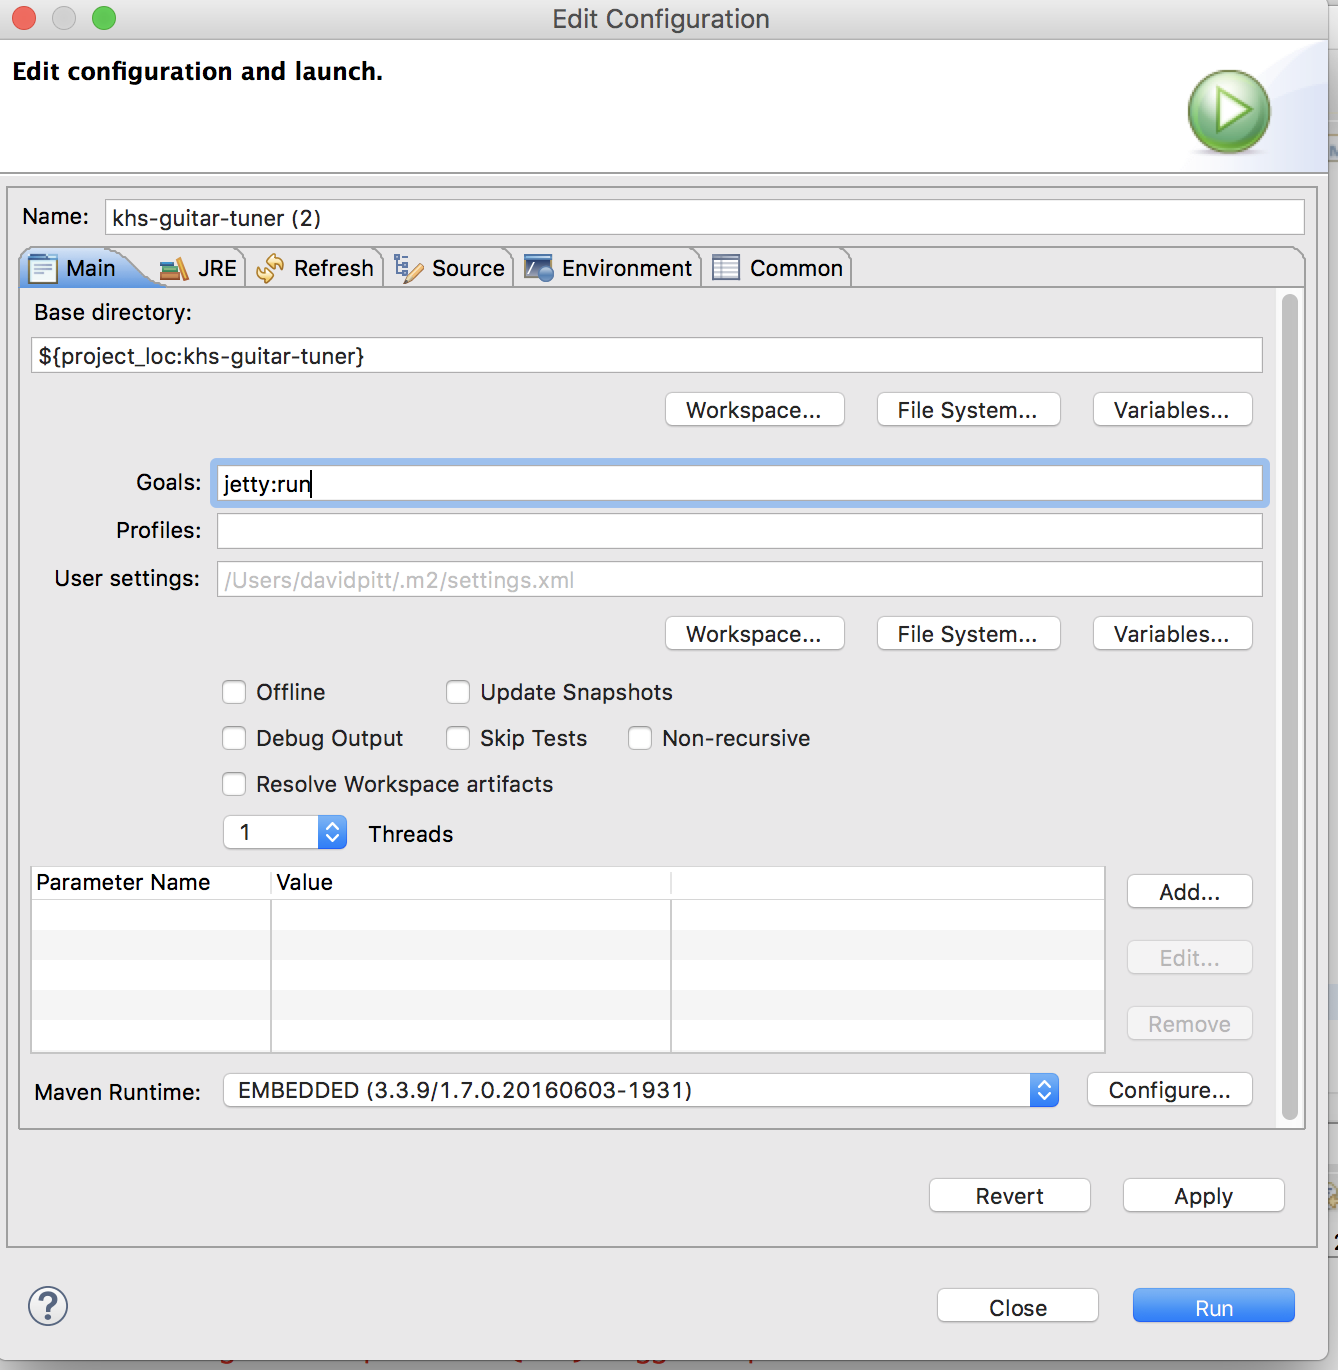 Edit Configuration
Edit configuration and launch.
Name: khs-guitar-tuner (2)
Main JRE Refresh Source Environment Common
Base directory:
${project_loc:khs-guitar-tuner}
Workspace... File System... Variables...
Goals: jetty:run
Profiles:
User settings: /Users/davidpitt/.m2/settings.xml
Workspace... File System... Variables...
Offline Update Snapshots
Debug Output Skip Tests Non-recursive
Resolve Workspace artifacts
1 Threads
Parameter Name Value
Add...
Edit...
Remove
Maven Runtime: EMBEDDED (3.3.9/1.7.0.20160603-1931) Configure...
Revert Apply
? Close Run